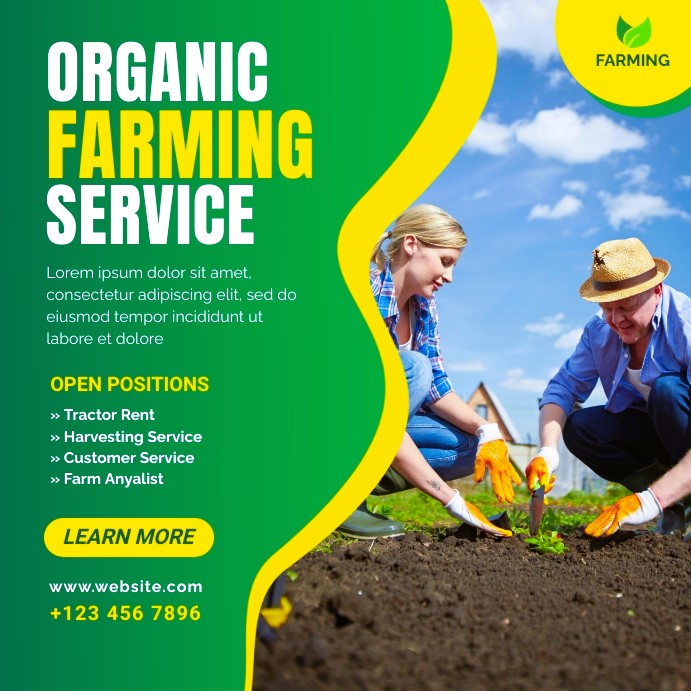 ORGANIC
FARMING
SERVICE
Lorem ipsum dolor sit amet,
consectetur adipiscing elit, sed do
eiusmod tempor incididunt ut
labore et dolore
OPEN POSITIONS
» Tractor Rent
» Harvesting Service
» Customer Service
» Farm Anyalist
LEARN MORE
www.website.com
+123 456 7896
FARMING